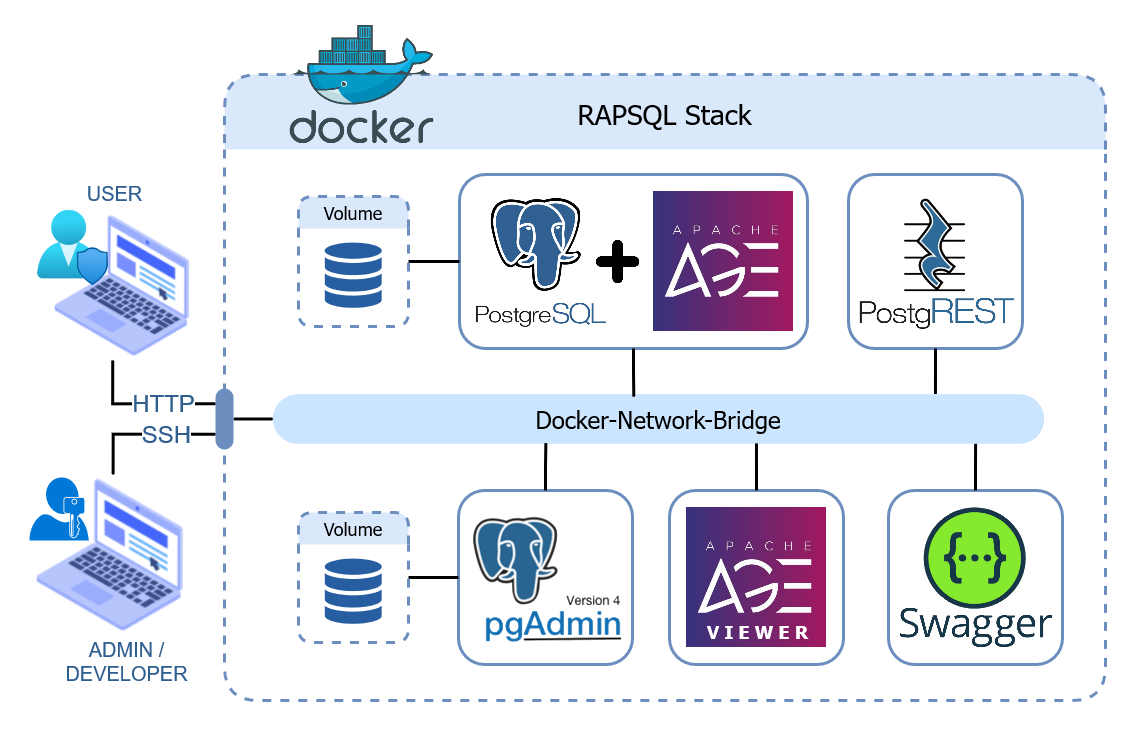 docker
RAPSQL Stack
USER
Volume
PostgreSQL
APACHE
AGE
PostgREST
HTTP
SSH
Docker-Network-Bridge
Volume
Version 4
pgAdmin
APACHE
AGE
VIEWER
{...}
Swagger
ADMIN /
DEVELOPER